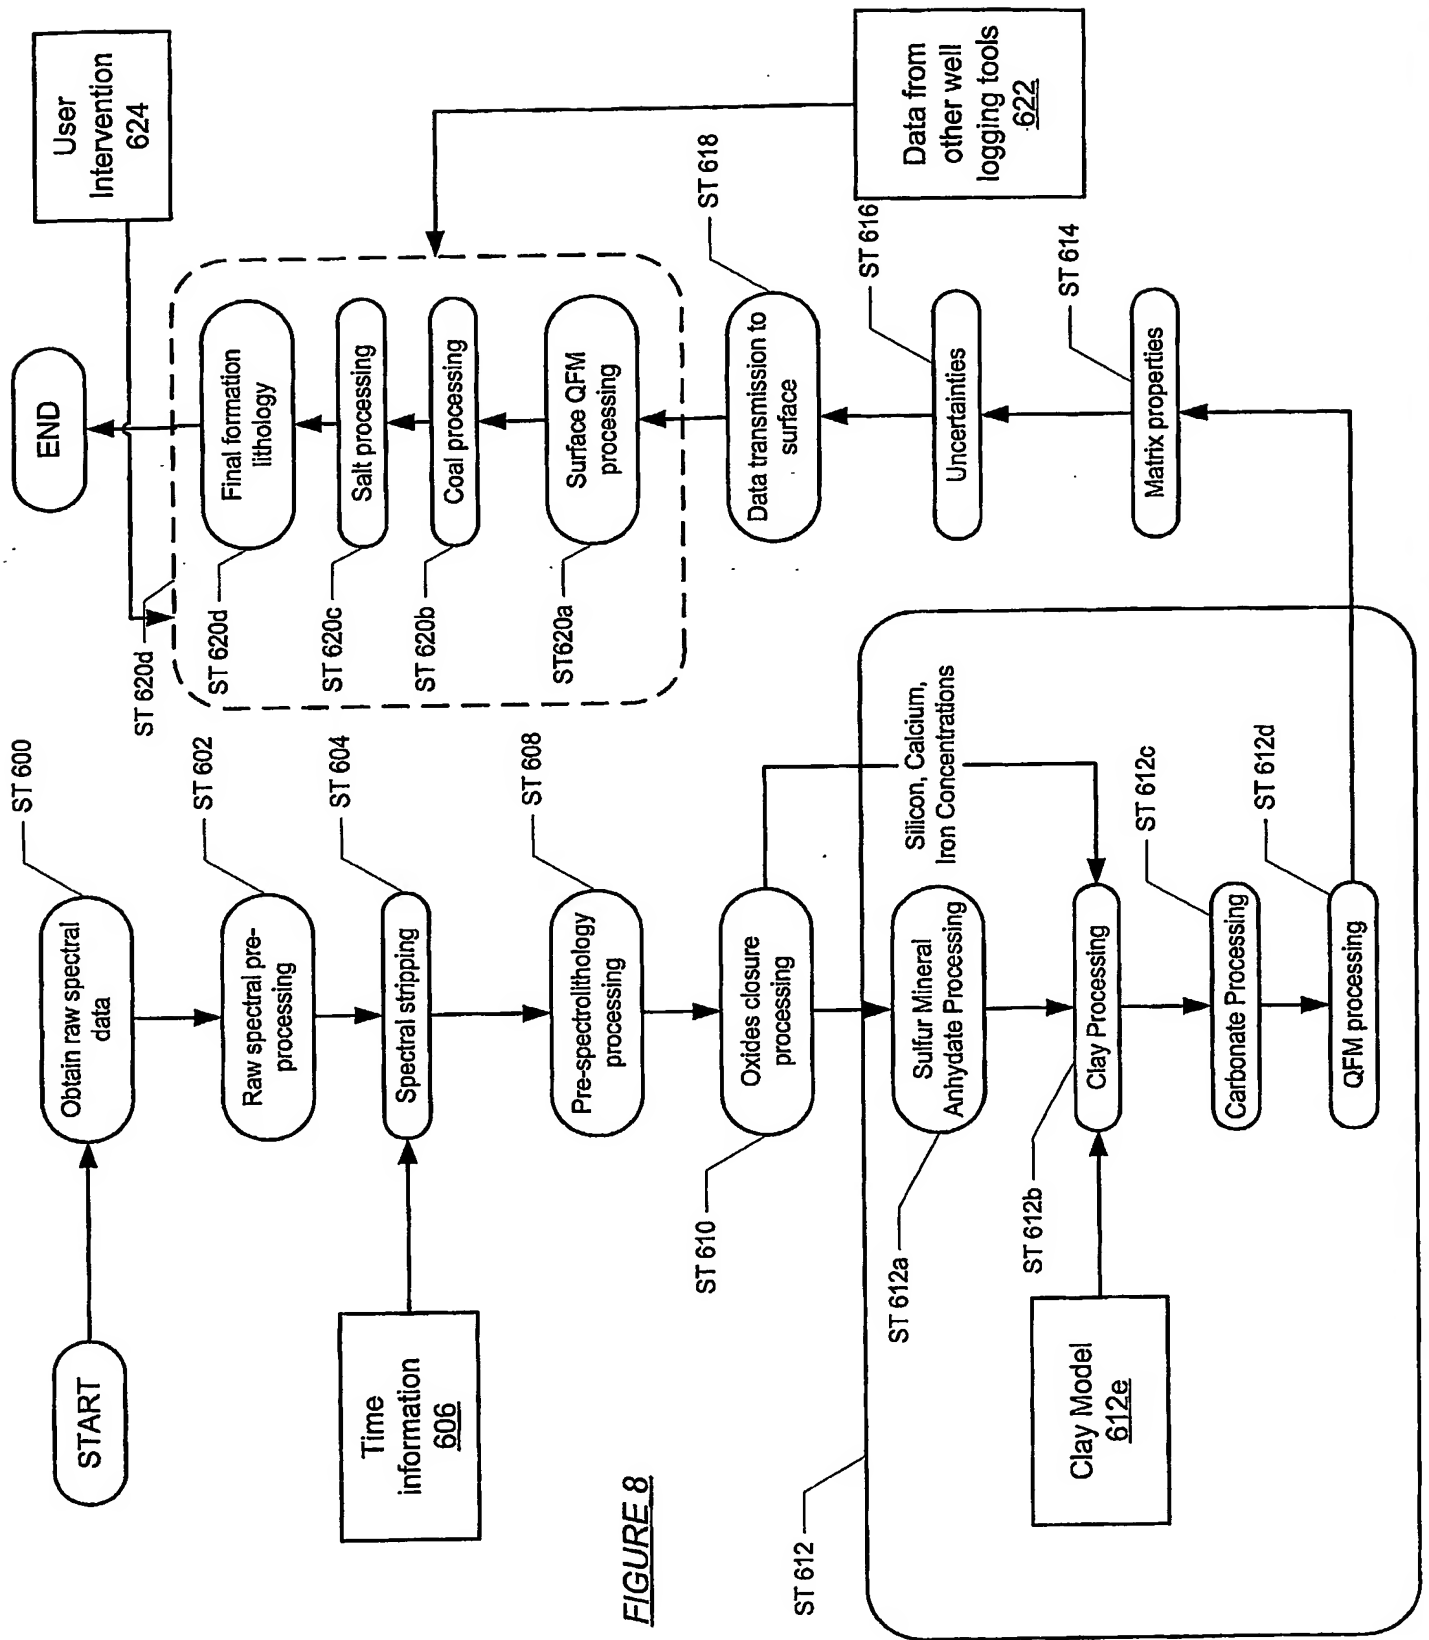 START
Obtain raw spectral
data
ST 600
Raw spectral pre-
processing
ST 602
Time
information
606
Spectral stripping
ST 604
Pre-spectrolithology
processing
ST 608
Oxides closure
processing
ST 610
Silicon, Calcium,
Iron Concentrations
ST 612
Sulfur Mineral
Anhydate Processing
ST 612a
Clay Model
612e
Clay Processing
ST 612b
Carbonate Processing
ST 612c
QFM processing
ST 612d
Matrix properties
ST 614
Uncertainties
ST 616
Data transmission to
surface
ST 618
Data from
other well
logging tools
622
Surface QFM
processing
ST620a
Coal processing
ST 620b
Salt processing
ST 620c
Final formation
lithology
ST 620d
ST 620d
User
Intervention
624
END
FIGURE 8